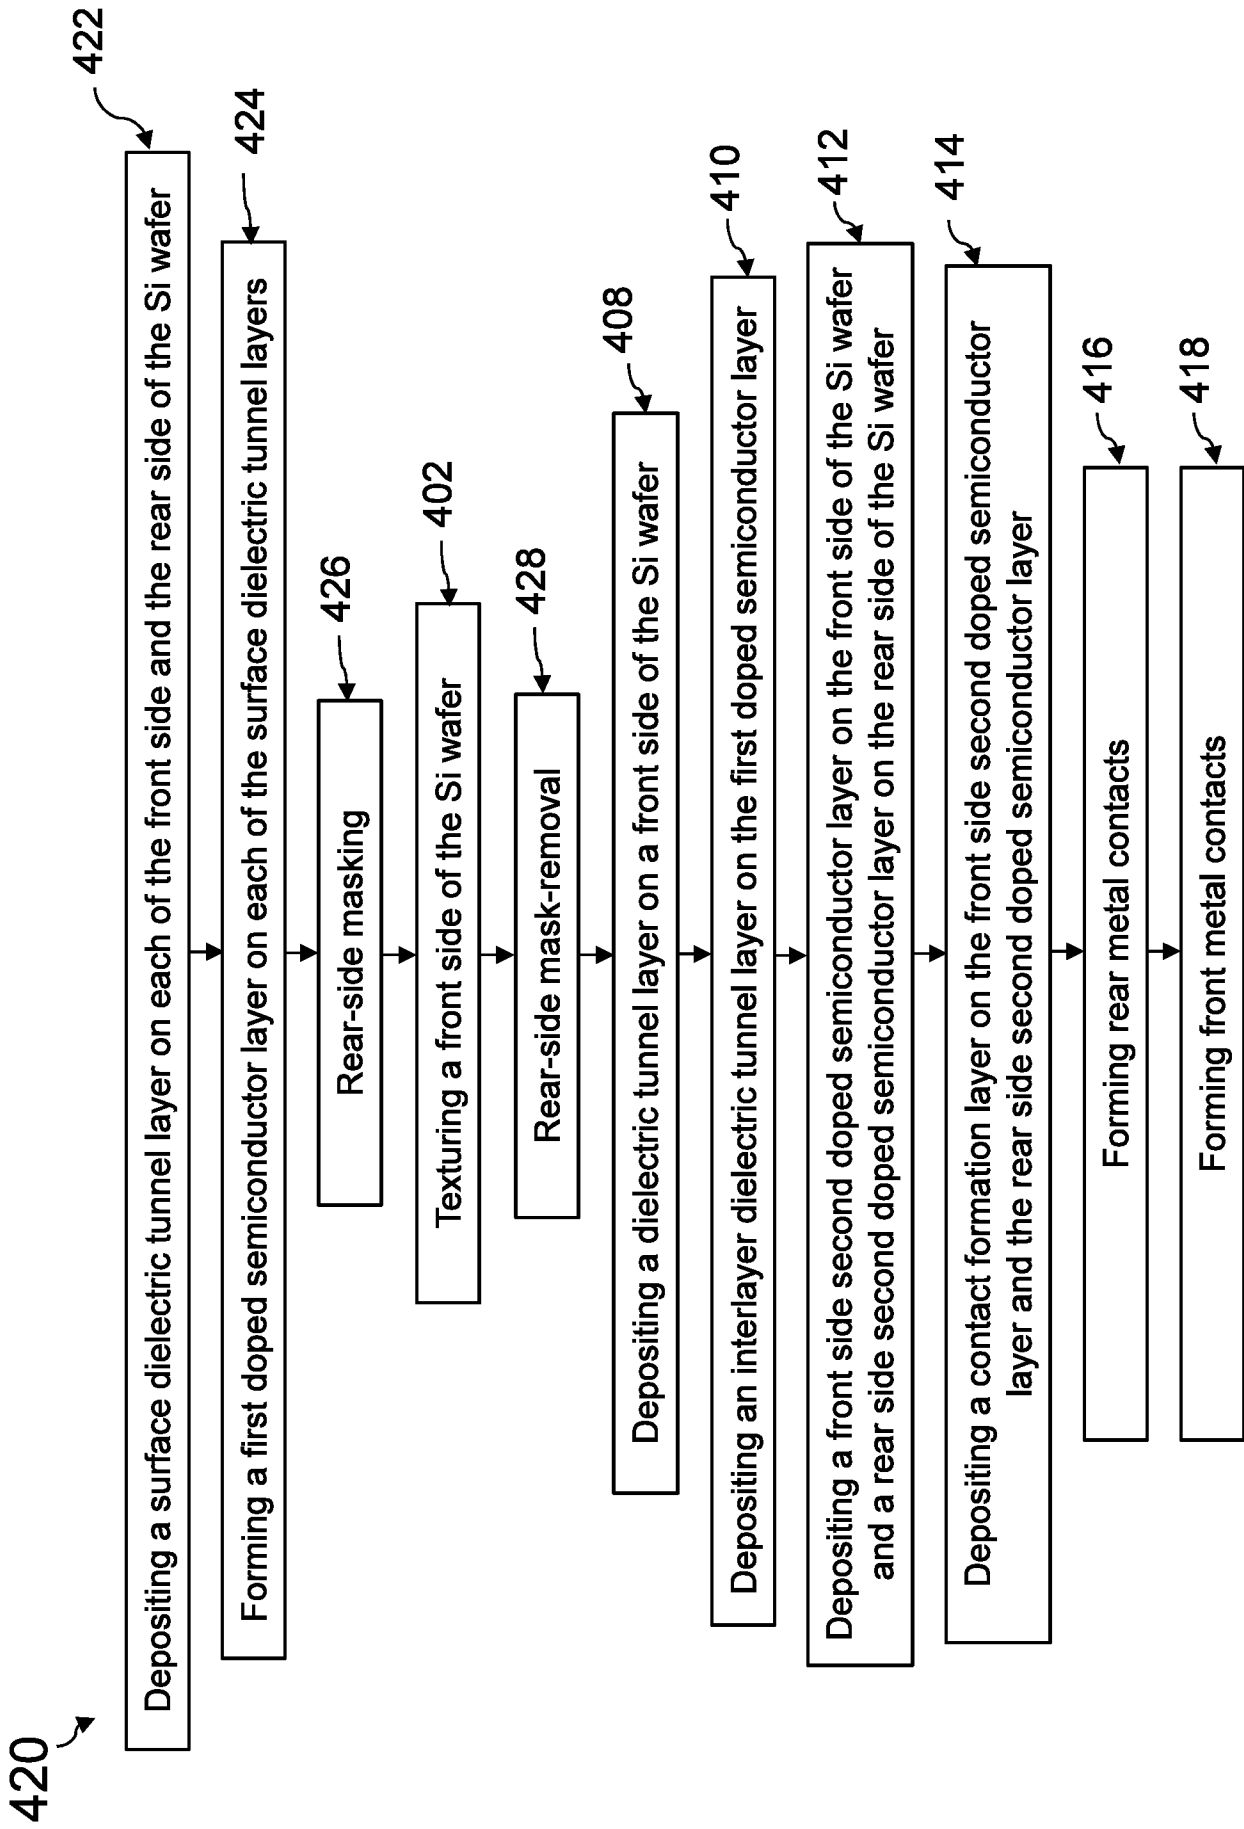 420
Depositing a surface dielectric tunnel layer on each of the front side and the rear side of the Si wafer
422
Forming a first doped semiconductor layer on each of the surface dielectric tunnel layers
424
Rear-side masking
426
Texturing a front side of the Si wafer
402
Rear-side mask-removal
428
Depositing a dielectric tunnel layer on a front side of the Si wafer
408
Depositing an interlayer dielectric tunnel layer on the first doped semiconductor layer
410
Depositing a front side second doped semiconductor layer on the front side of the Si wafer
and a rear side second doped semiconductor layer on the rear side of the Si wafer
412
Depositing a contact formation layer on the front side second doped semiconductor
layer and the rear side second doped semiconductor layer
414
Forming rear metal contacts
416
Forming front metal contacts
418